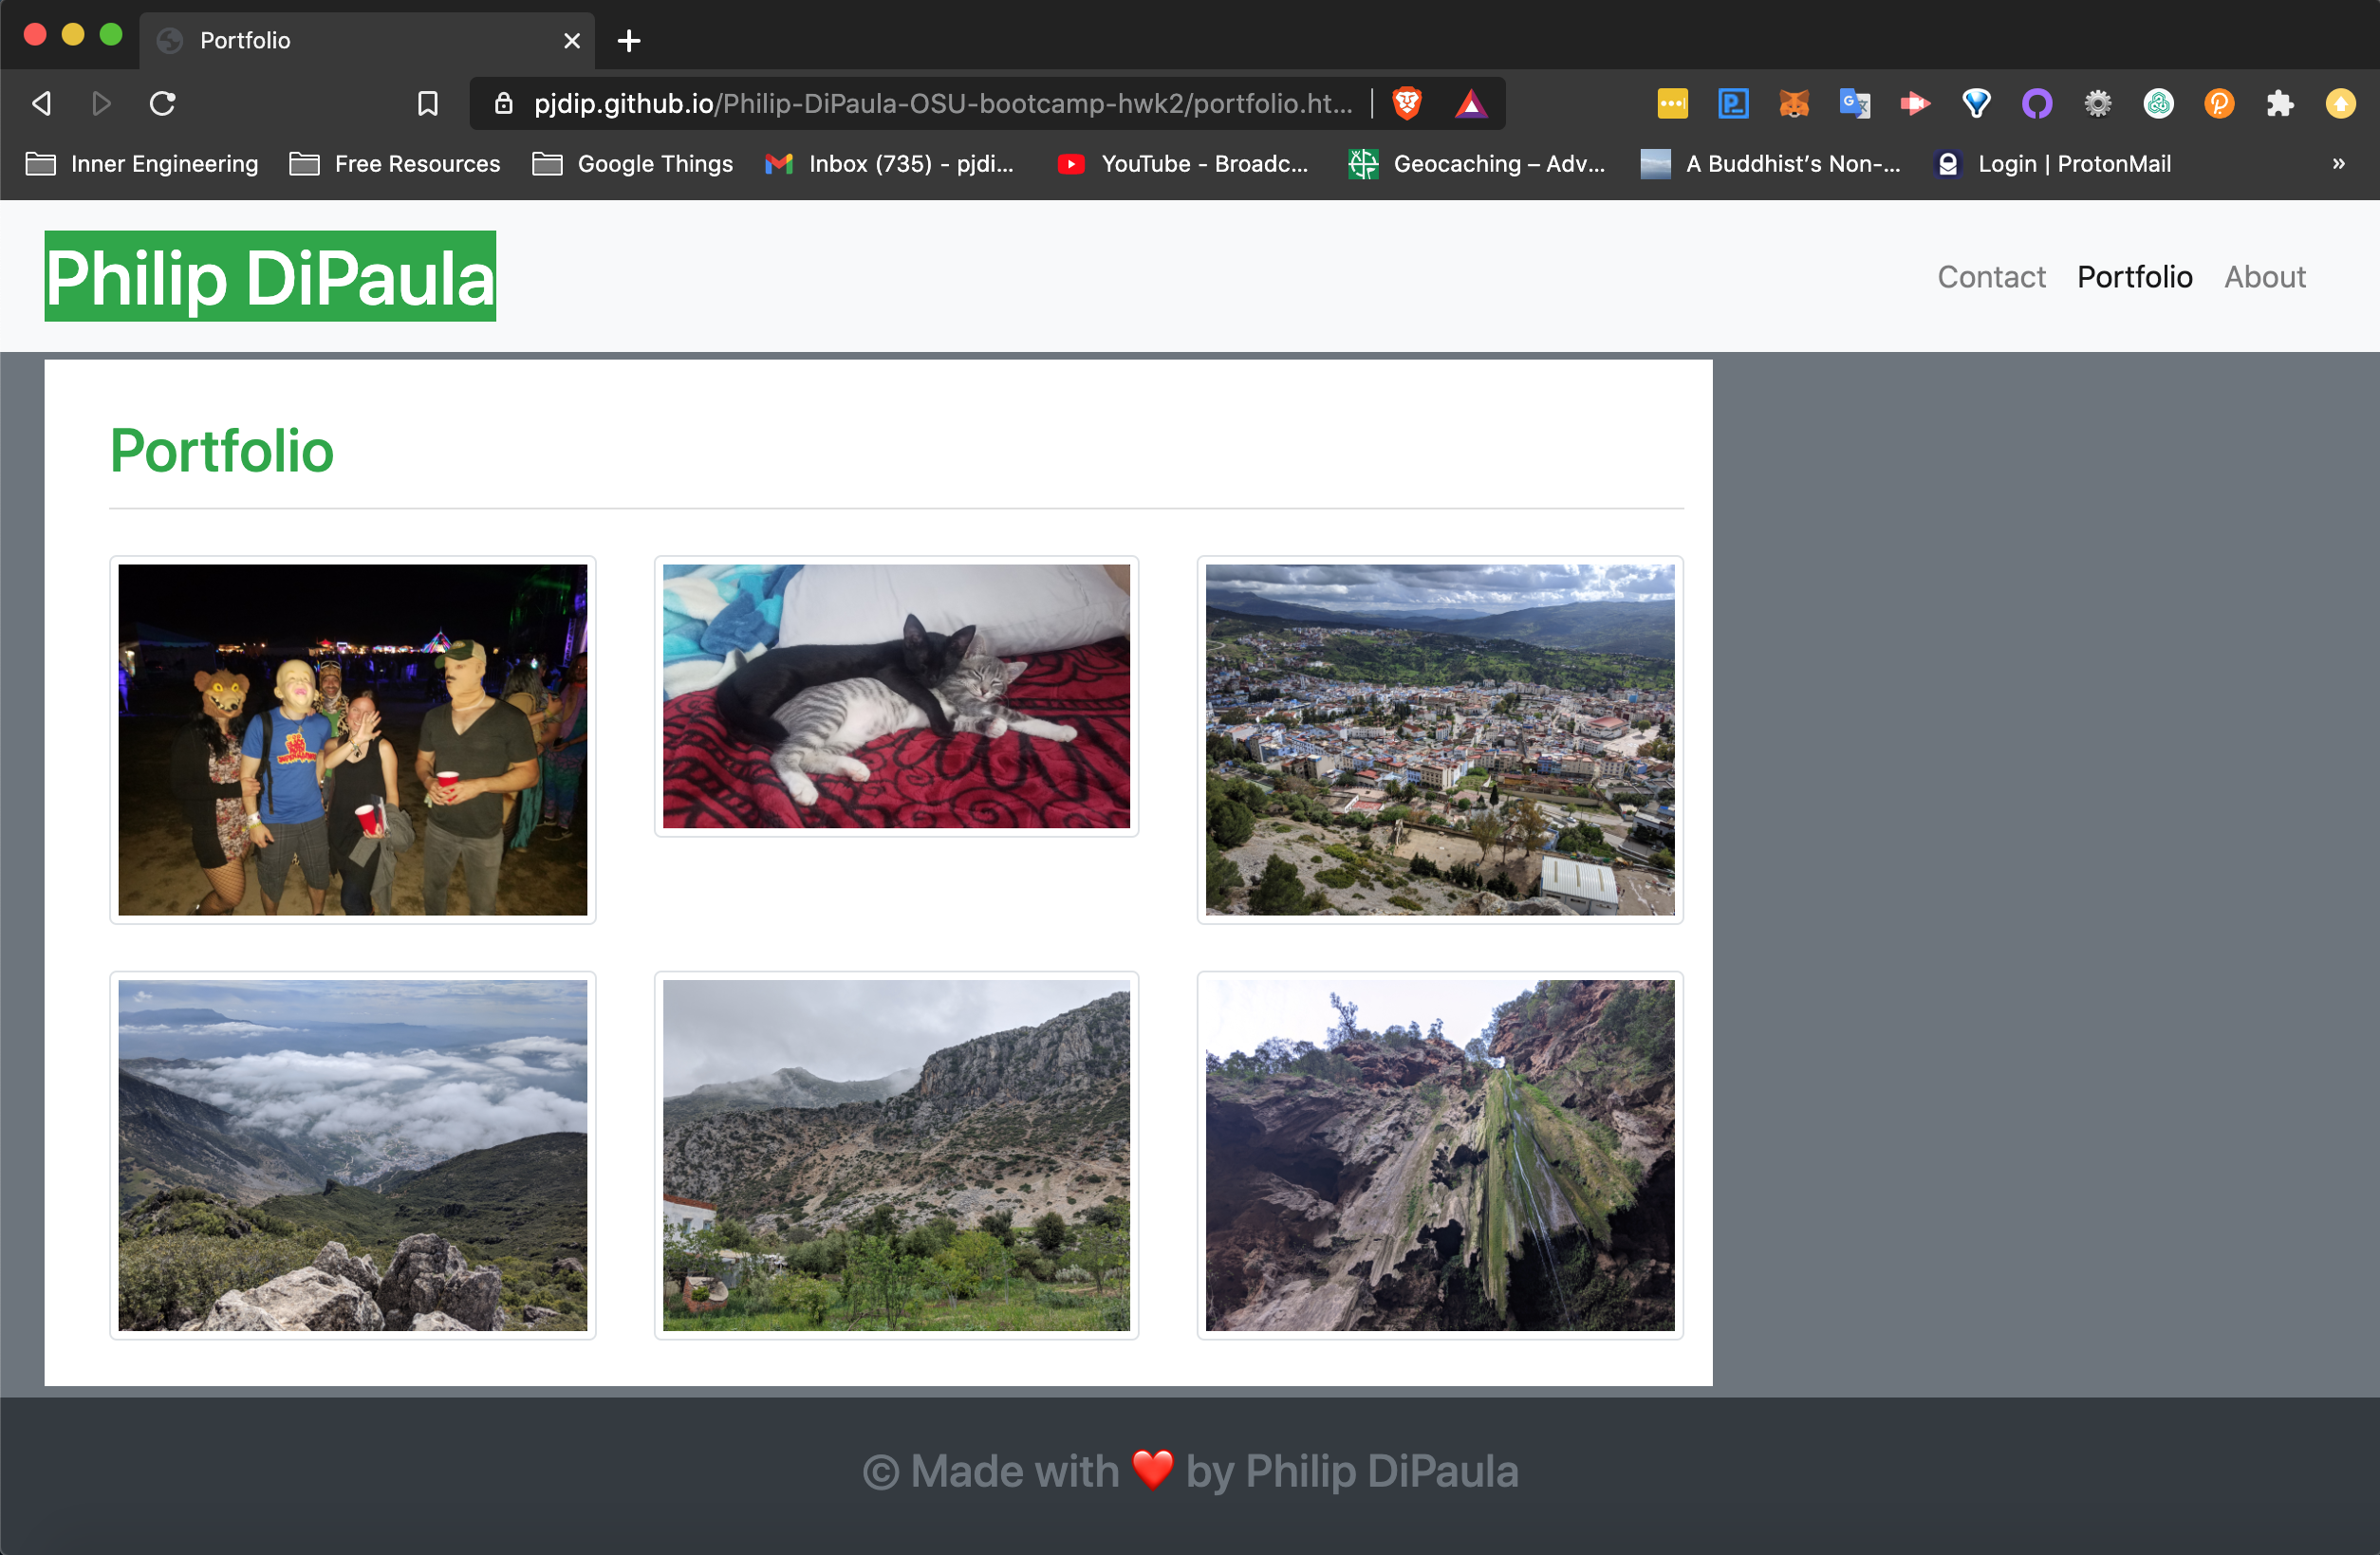 Portfolio
pjdip.github.io/Philip-DiPaula-OSU-bootcamp-hwk2/portfolio.ht...
Inner Engineering Free Resources Google Things Inbox (735) - pjdi... YouTube - Broadc... Geocaching – Adv... A Buddhist's Non-... Login | ProtonMail »
Philip DiPaula
Contact Portfolio About
Portfolio
© Made with ❤️ by Philip DiPaula